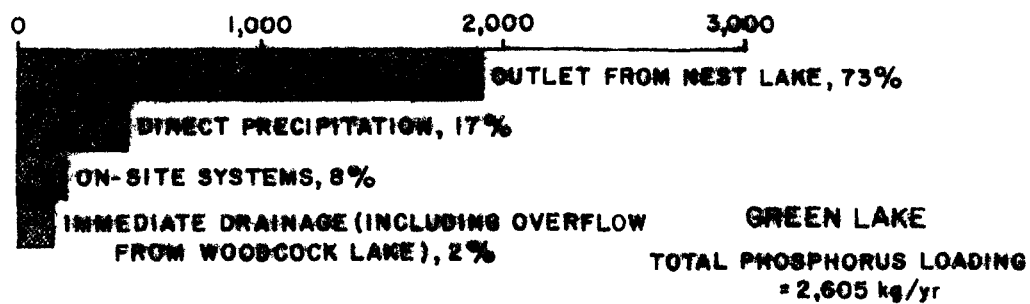 0 1,000 2,000 3,000
OUTLET FROM NEST LAKE, 73%
DIRECT PRECIPITATION, 17%
ON-SITE SYSTEMS, 8%
IMMEDIATE DRAINAGE (INCLUDING OVERFLOW
FROM WOODCOCK LAKE), 2%
GREEN LAKE
TOTAL PHOSPHORUS LOADING
= 2,605 kg/yr